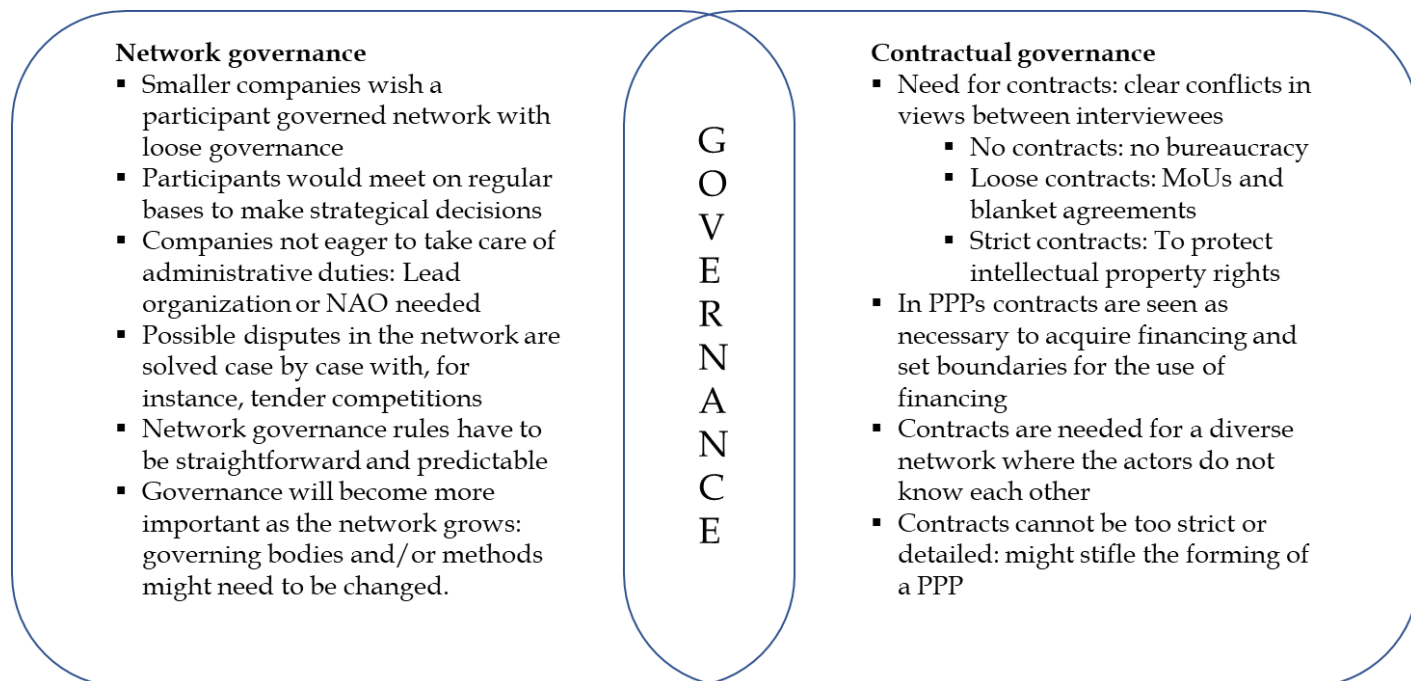 Network governance
▪ Smaller companies wish a
participant governed network with
loose governance
▪ Participants would meet on regular
bases to make strategical decisions
▪ Companies not eager to take care of
administrative duties: Lead
organization or NAO needed
▪ Possible disputes in the network are
solved case by case with, for
instance, tender competitions
▪ Network governance rules have to
be straightforward and predictable
▪ Governance will become more
important as the network grows:
governing bodies and/or methods
might need to be changed.
G
O
V
E
R
N
A
N
C
E
Contractual governance
▪ Need for contracts: clear conflicts in
views between interviewees
▪ No contracts: no bureaucracy
▪ Loose contracts: MoUs and
blanket agreements
▪ Strict contracts: To protect
intellectual property rights
▪ In PPPs contracts are seen as
necessary to acquire financing and
set boundaries for the use of
financing
▪ Contracts are needed for a diverse
network where the actors do not
know each other
▪ Contracts cannot be too strict or
detailed: might stifle the forming of
a PPP